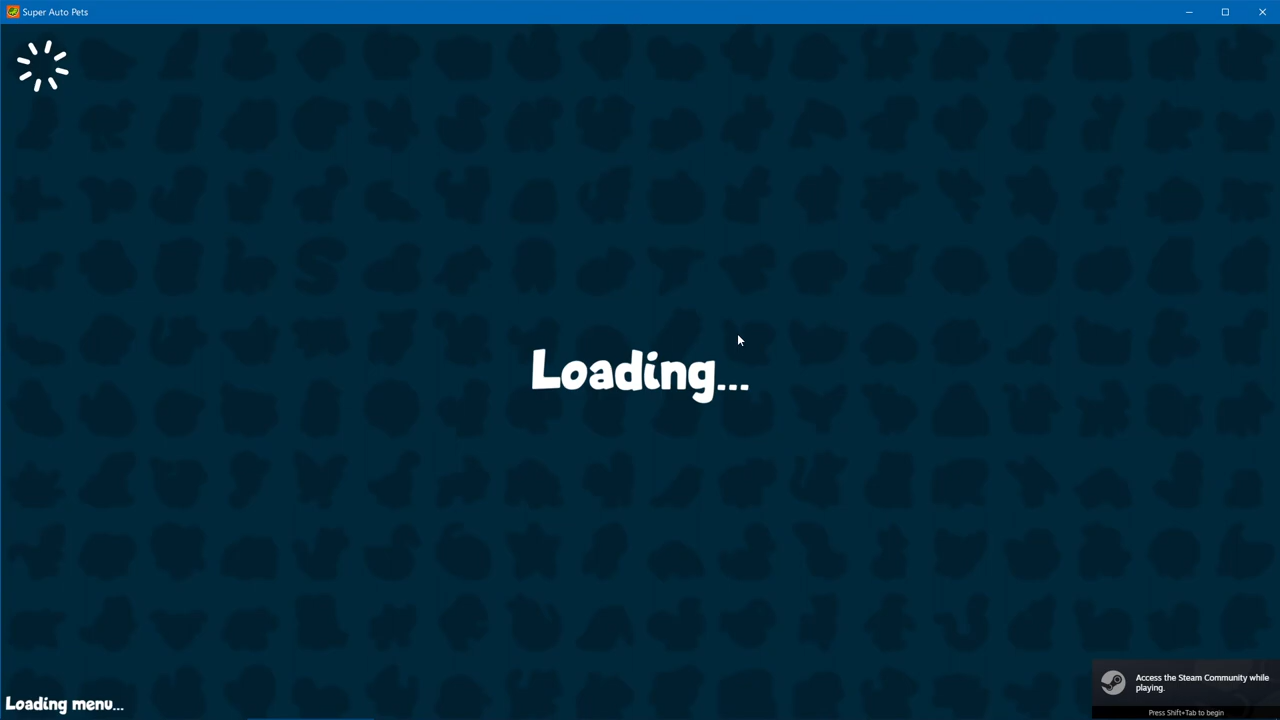 Super Auto Pets
Loading...
Loading menu...
Access the Steam Community while
playing.
Press Shift+Tab to begin